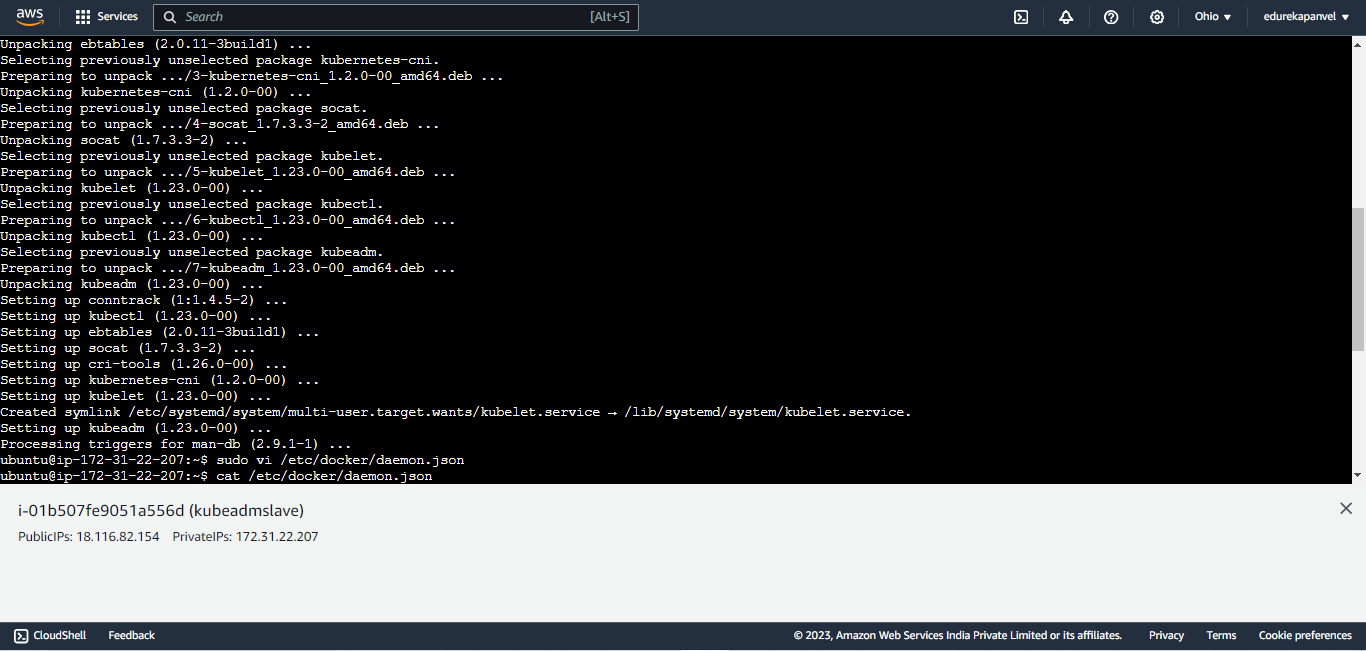 aws Services Search [Alt+S] Ohio edurekapanvel
Unpacking ebtables (2.0.11-3build1) ...
Selecting previously unselected package kubernetes-cni.
Preparing to unpack .../3-kubernetes-cni_1.2.0-00_amd64.deb ...
Unpacking kubernetes-cni (1.2.0-00) ...
Selecting previously unselected package socat.
Preparing to unpack .../4-socat_1.7.3.3-2_amd64.deb ...
Unpacking socat (1.7.3.3-2) ...
Selecting previously unselected package kubelet.
Preparing to unpack .../5-kubelet_1.23.0-00_amd64.deb ...
Unpacking kubelet (1.23.0-00) ...
Selecting previously unselected package kubectl.
Preparing to unpack .../6-kubectl_1.23.0-00_amd64.deb ...
Unpacking kubectl (1.23.0-00) ...
Selecting previously unselected package kubeadm.
Preparing to unpack .../7-kubeadm_1.23.0-00_amd64.deb ...
Unpacking kubeadm (1.23.0-00) ...
Setting up conntrack (1:1.4.5-2) ...
Setting up kubectl (1.23.0-00) ...
Setting up ebtables (2.0.11-3build1) ...
Setting up socat (1.7.3.3-2) ...
Setting up cri-tools (1.26.0-00) ...
Setting up kubernetes-cni (1.2.0-00) ...
Setting up kubelet (1.23.0-00) ...
Created symlink /etc/systemd/system/multi-user.target.wants/kubelet.service → /lib/systemd/system/kubelet.service.
Setting up kubeadm (1.23.0-00) ...
Processing triggers for man-db (2.9.1-1) ...
ubuntu@ip-172-31-22-207:~$ sudo vi /etc/docker/daemon.json
ubuntu@ip-172-31-22-207:~$ cat /etc/docker/daemon.json
i-01b507fe9051a556d (kubeadmslave)
PublicIPs: 18.116.82.154 PrivateIPs: 172.31.22.207
CloudShell Feedback © 2023, Amazon Web Services India Private Limited or its affiliates. Privacy Terms Cookie preferences